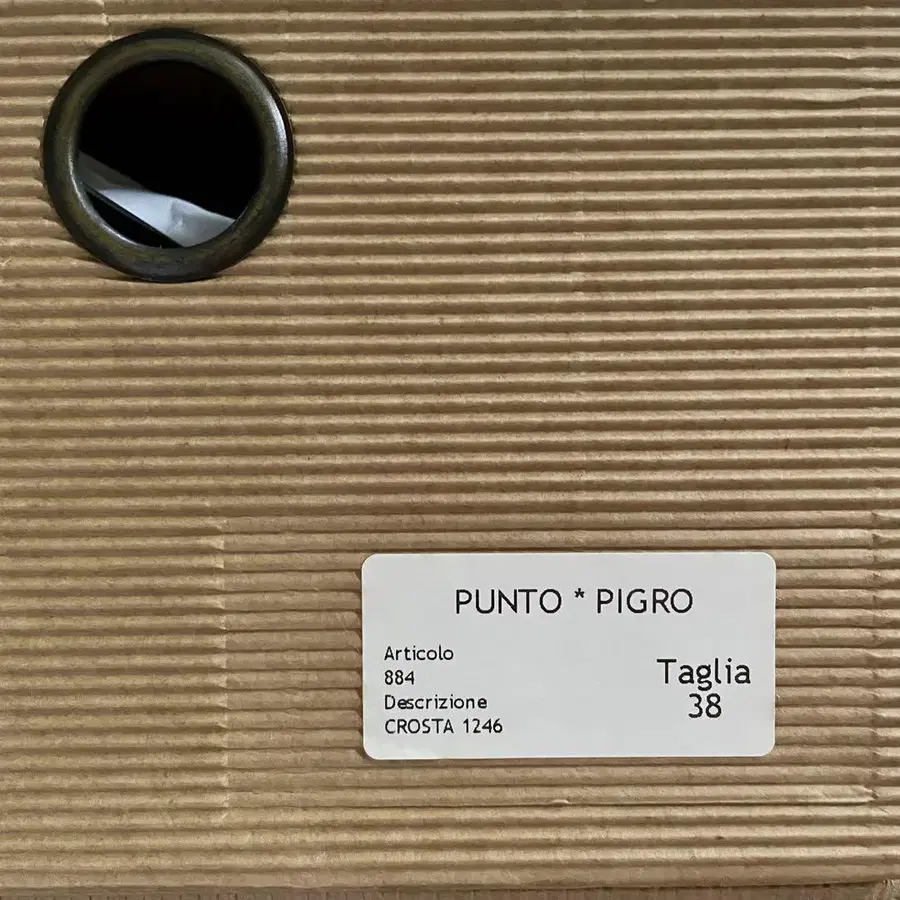 PUNTO * PIGRO
Articolo
884
Descrizione
CROSTA 1246
Taglia
38